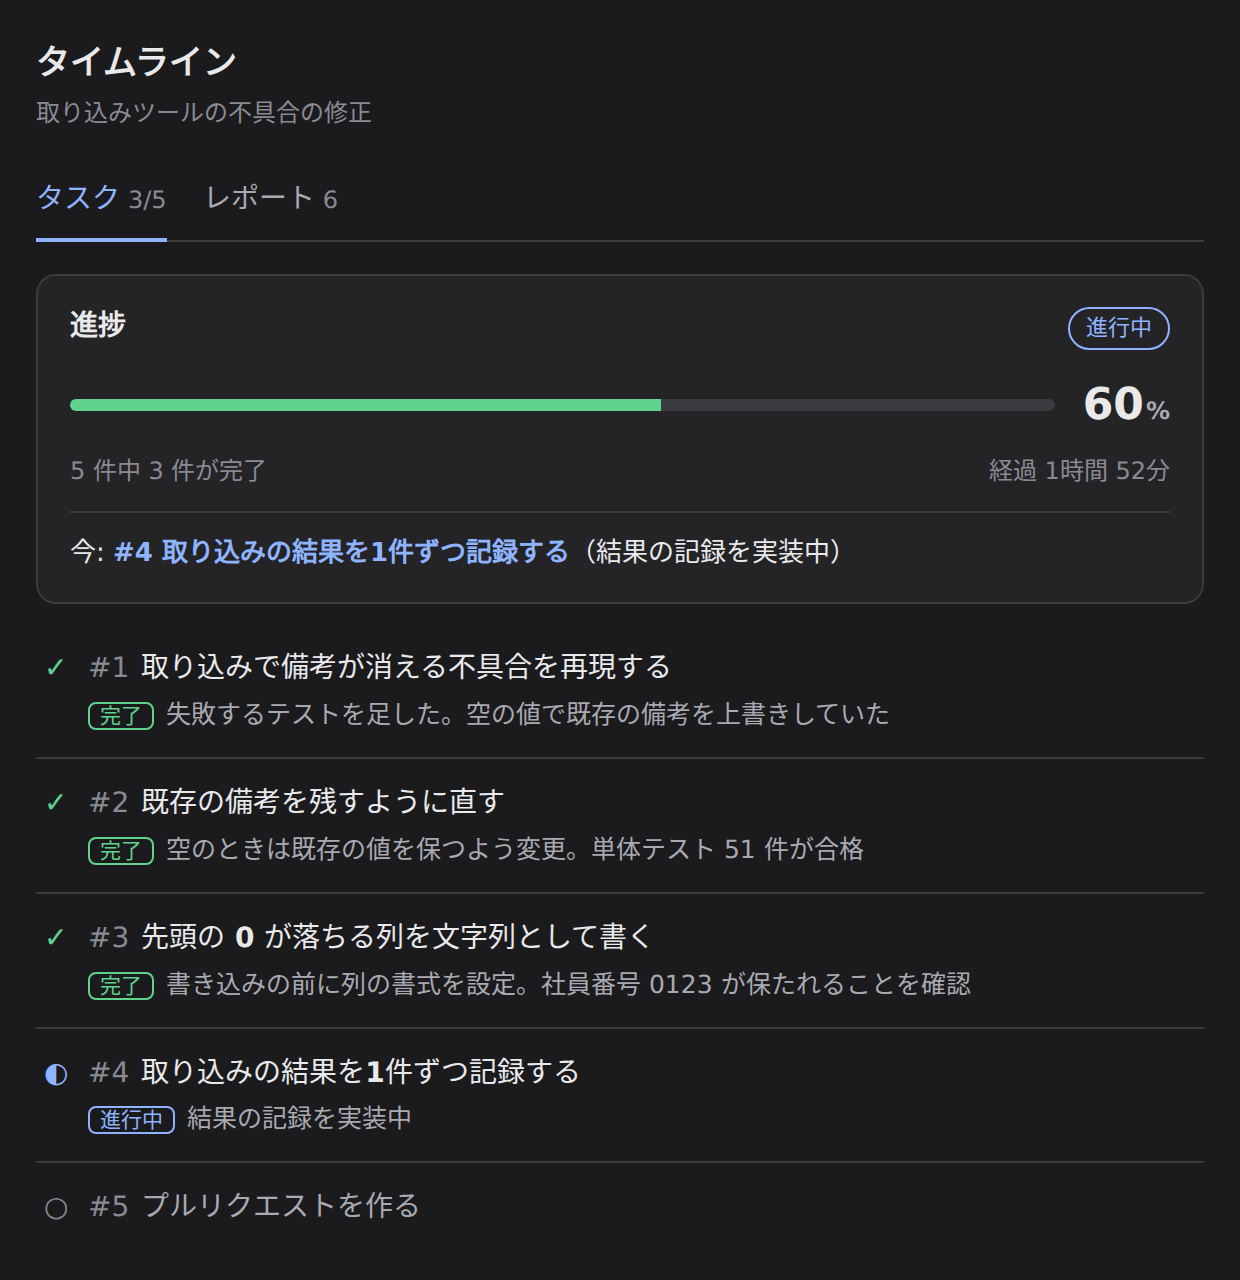 タイムライン
取り込みツールの不具合の修正
タスク 3/5 レポート 6
進捗 進行中
60%
5 件中 3 件が完了 経過 1時間 52分
今: #4 取り込みの結果を1件ずつ記録する（結果の記録を実装中）
✓ #1 取り込みで備考が消える不具合を再現する
完了 失敗するテストを足した。空の値で既存の備考を上書きしていた
✓ #2 既存の備考を残すように直す
完了 空のときは既存の値を保つよう変更。単体テスト 51 件が合格
✓ #3 先頭の 0 が落ちる列を文字列として書く
完了 書き込みの前に列の書式を設定。社員番号 0123 が保たれることを確認
◐ #4 取り込みの結果を1件ずつ記録する
進行中 結果の記録を実装中
○ #5 プルリクエストを作る